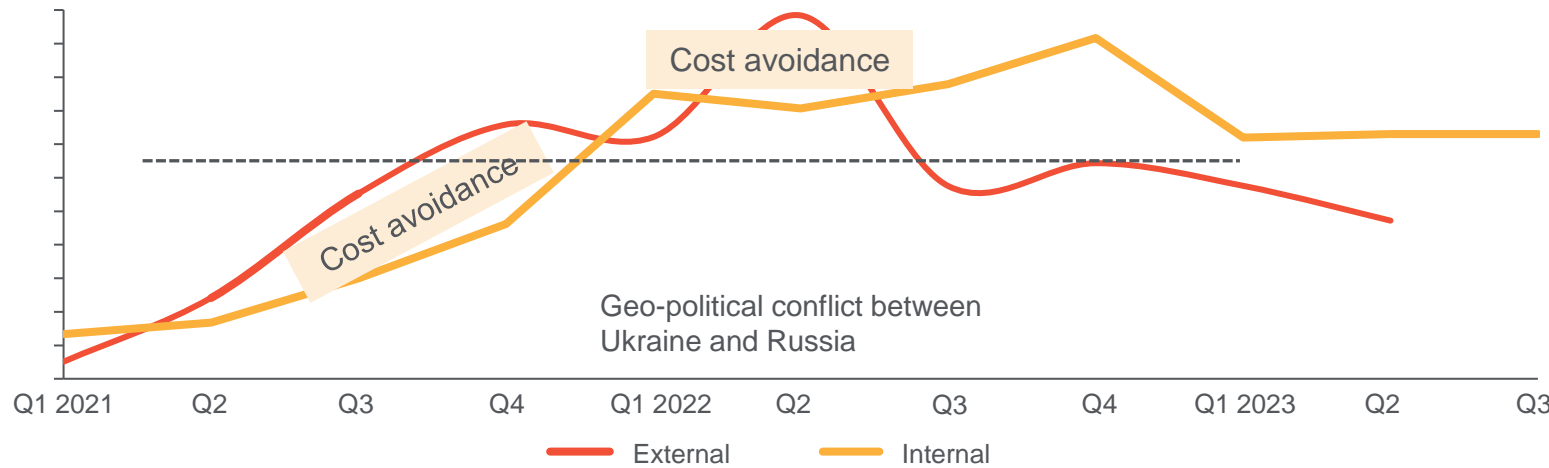 Cost avoidance
Cost avoidance
Geo-political conflict between
Ukraine and Russia
Q1 2021 Q2 Q3 Q4 Q1 2022 Q2 Q3 Q4 Q1 2023 Q2 Q3
External Internal